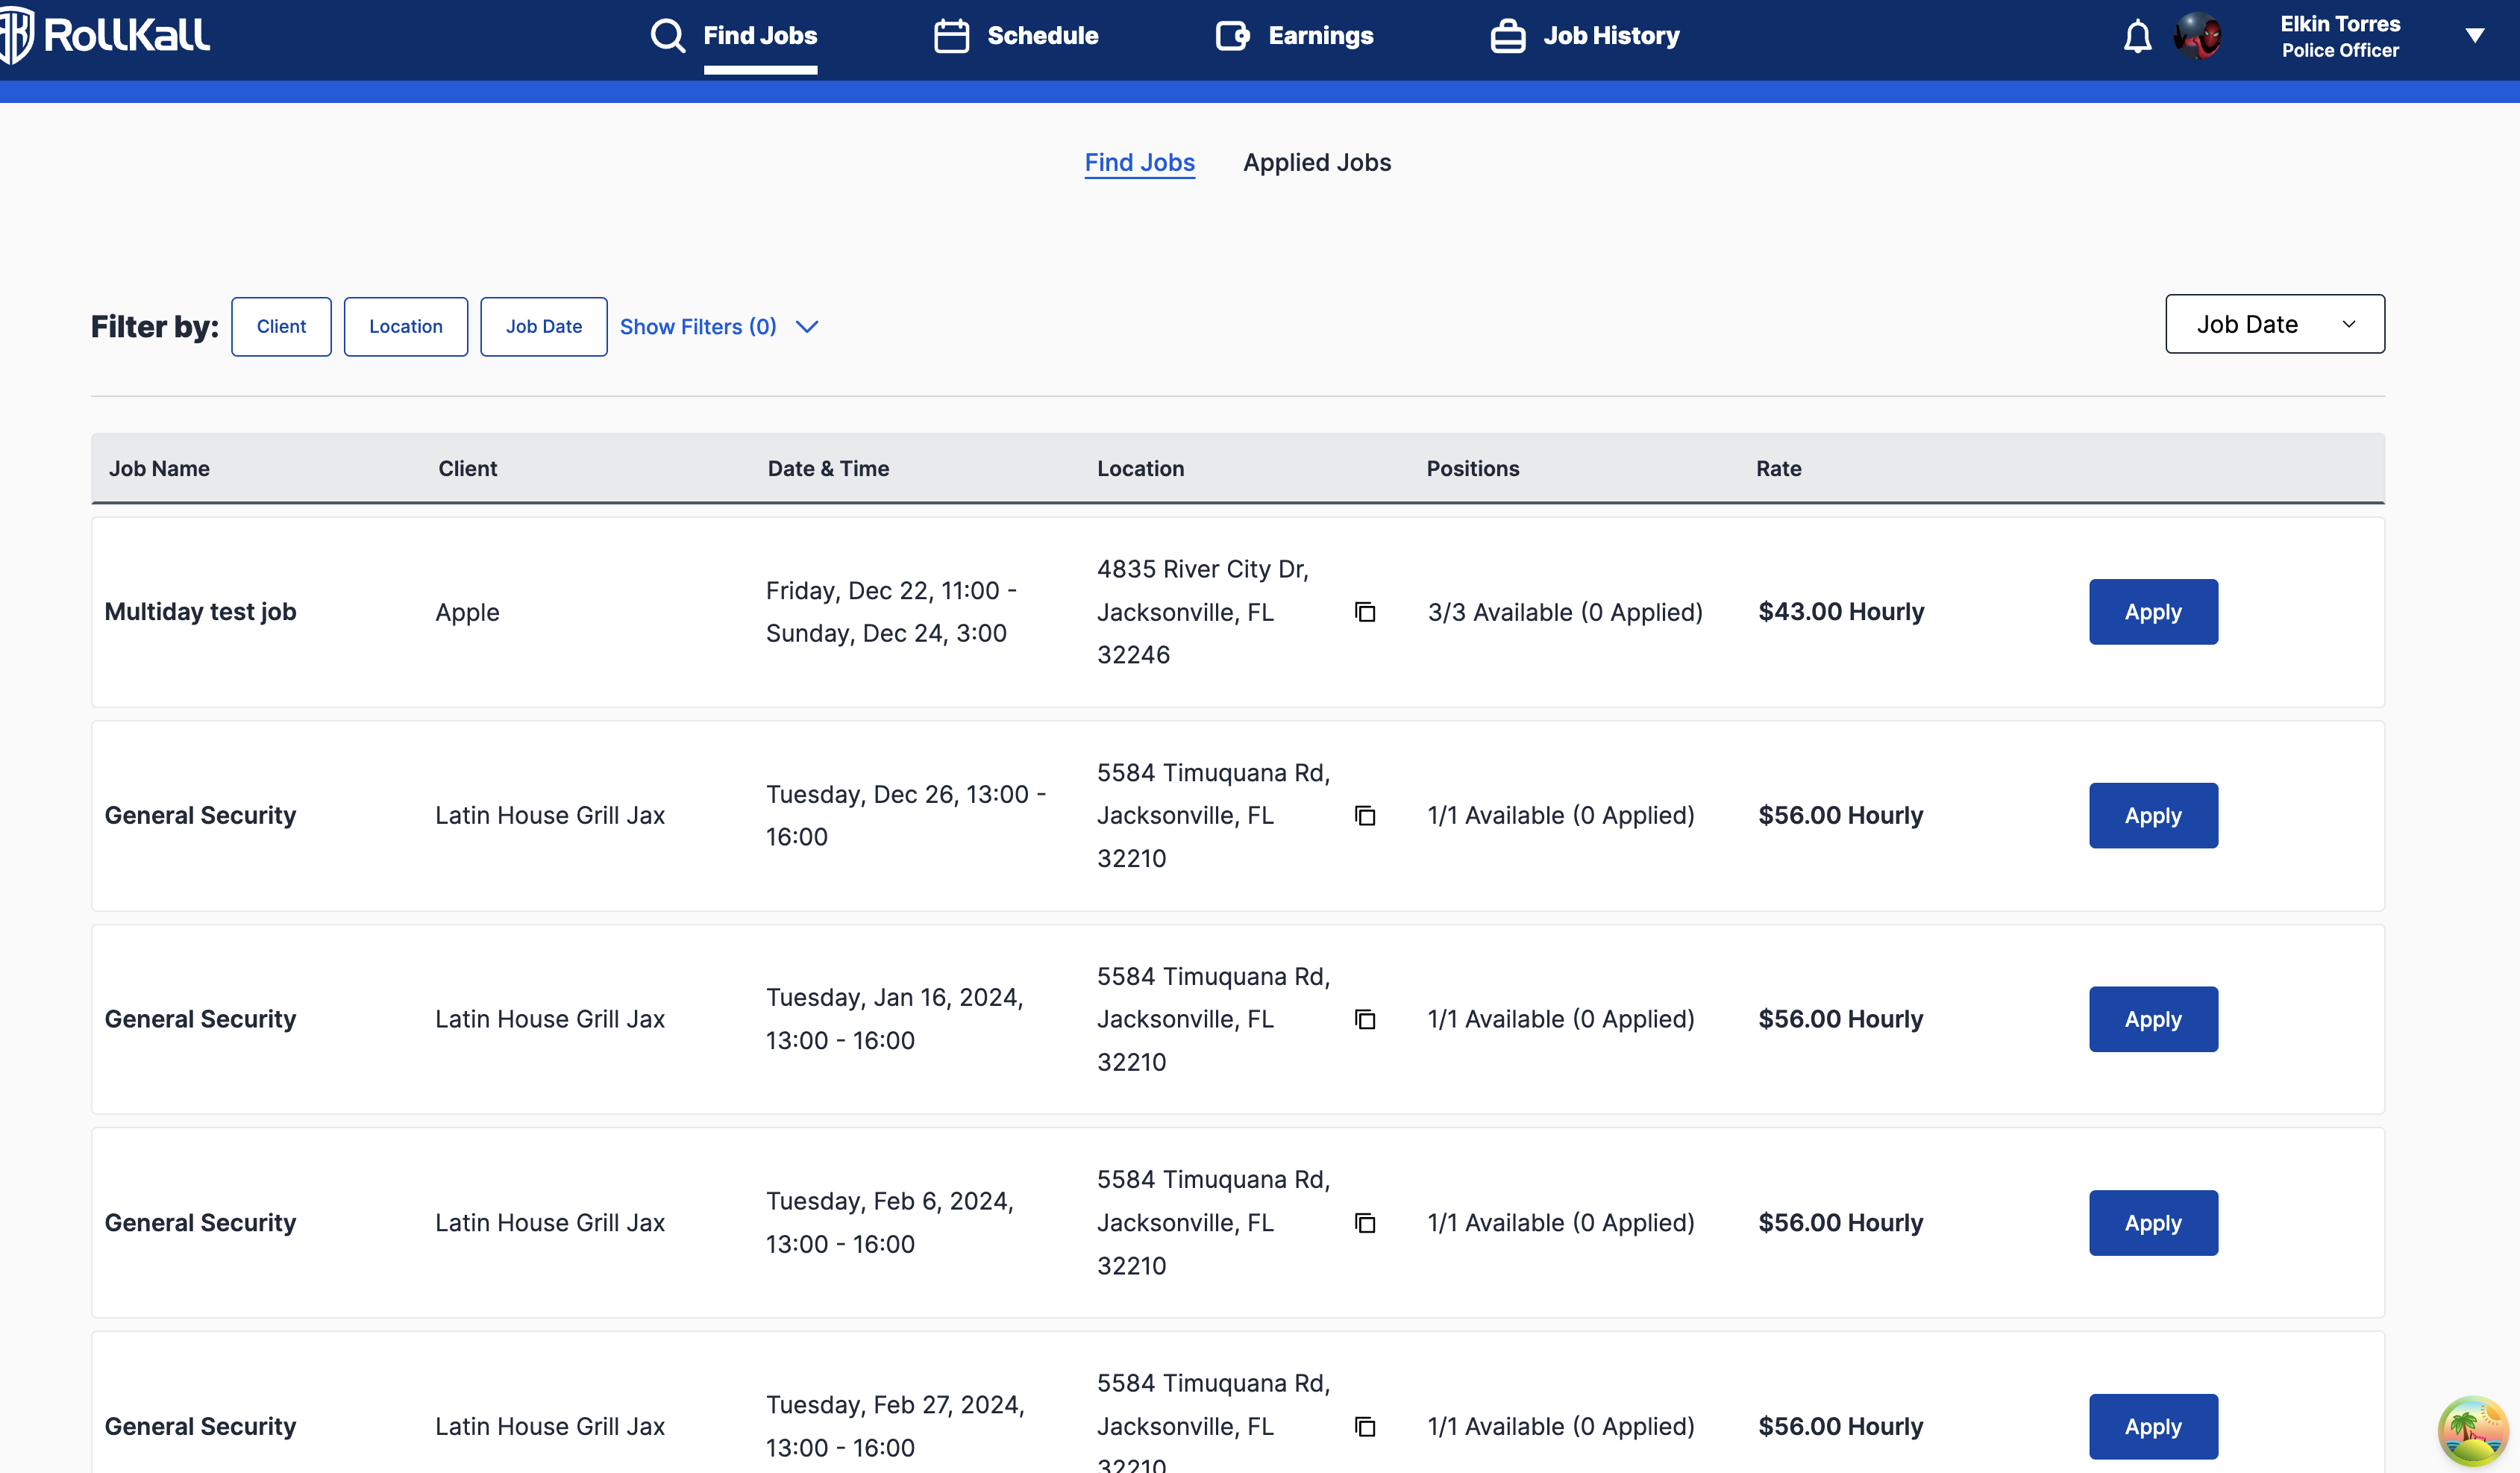 RollKall
Find Jobs
Schedule
Earnings
Job History
Elkin Torres
Police Officer
Find Jobs
Applied Jobs
Filter by:
Client
Location
Job Date
Show Filters (0)
Job Date
Job Name
Client
Date & Time
Location
Positions
Rate
Multiday test job
Apple
Friday, Dec 22, 11:00 -
Sunday, Dec 24, 3:00
4835 River City Dr,
Jacksonville, FL
32246
3/3 Available (0 Applied)
$43.00 Hourly
Apply
General Security
Latin House Grill Jax
Tuesday, Dec 26, 13:00 -
16:00
5584 Timuquana Rd,
Jacksonville, FL
32210
1/1 Available (0 Applied)
$56.00 Hourly
Apply
General Security
Latin House Grill Jax
Tuesday, Jan 16, 2024,
13:00 - 16:00
5584 Timuquana Rd,
Jacksonville, FL
32210
1/1 Available (0 Applied)
$56.00 Hourly
Apply
General Security
Latin House Grill Jax
Tuesday, Feb 6, 2024,
13:00 - 16:00
5584 Timuquana Rd,
Jacksonville, FL
32210
1/1 Available (0 Applied)
$56.00 Hourly
Apply
General Security
Latin House Grill Jax
Tuesday, Feb 27, 2024,
13:00 - 16:00
5584 Timuquana Rd,
Jacksonville, FL
32210
1/1 Available (0 Applied)
$56.00 Hourly
Apply